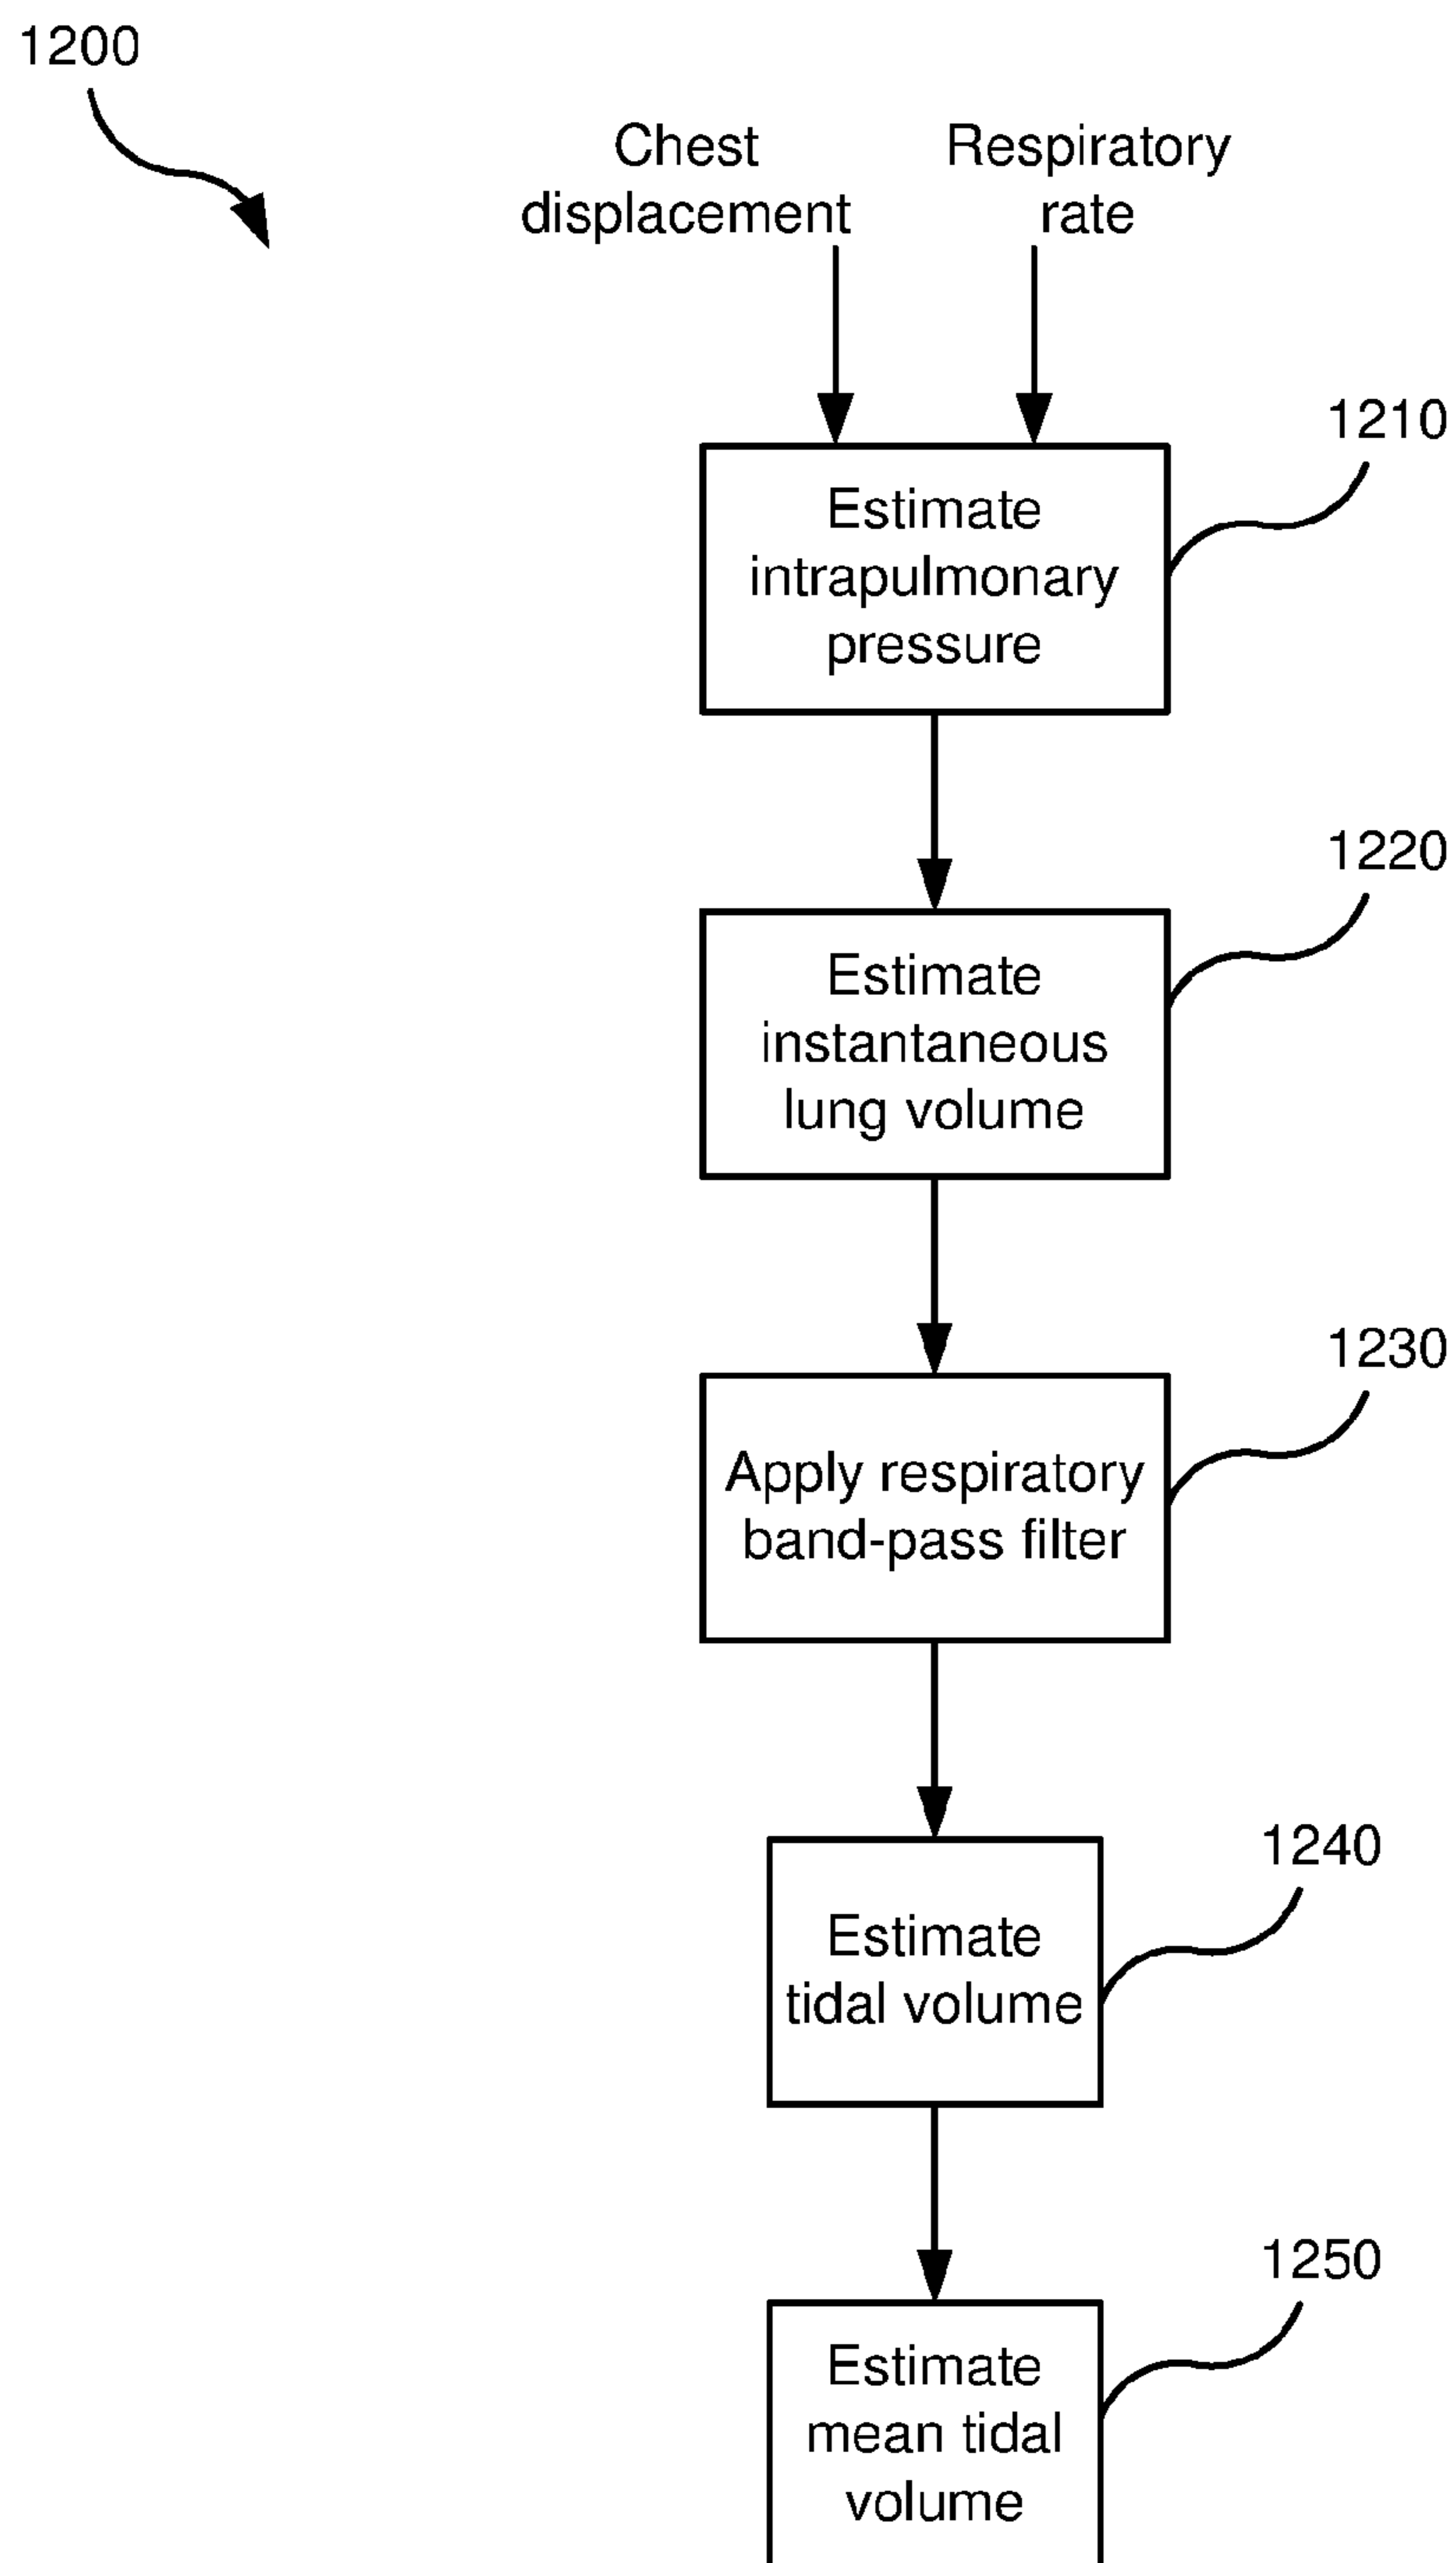 1200
Chest
displacement
Respiratory
rate
1210
Estimate
intrapulmonary
pressure
1220
Estimate
instantaneous
lung volume
1230
Apply respiratory
band-pass filter
1240
Estimate
tidal volume
1250
Estimate
mean tidal
volume